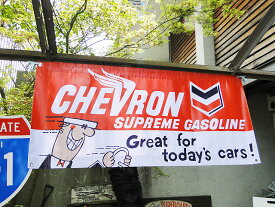 CHEVRON
SUPREME GASOLINE
Great for
today's cars!